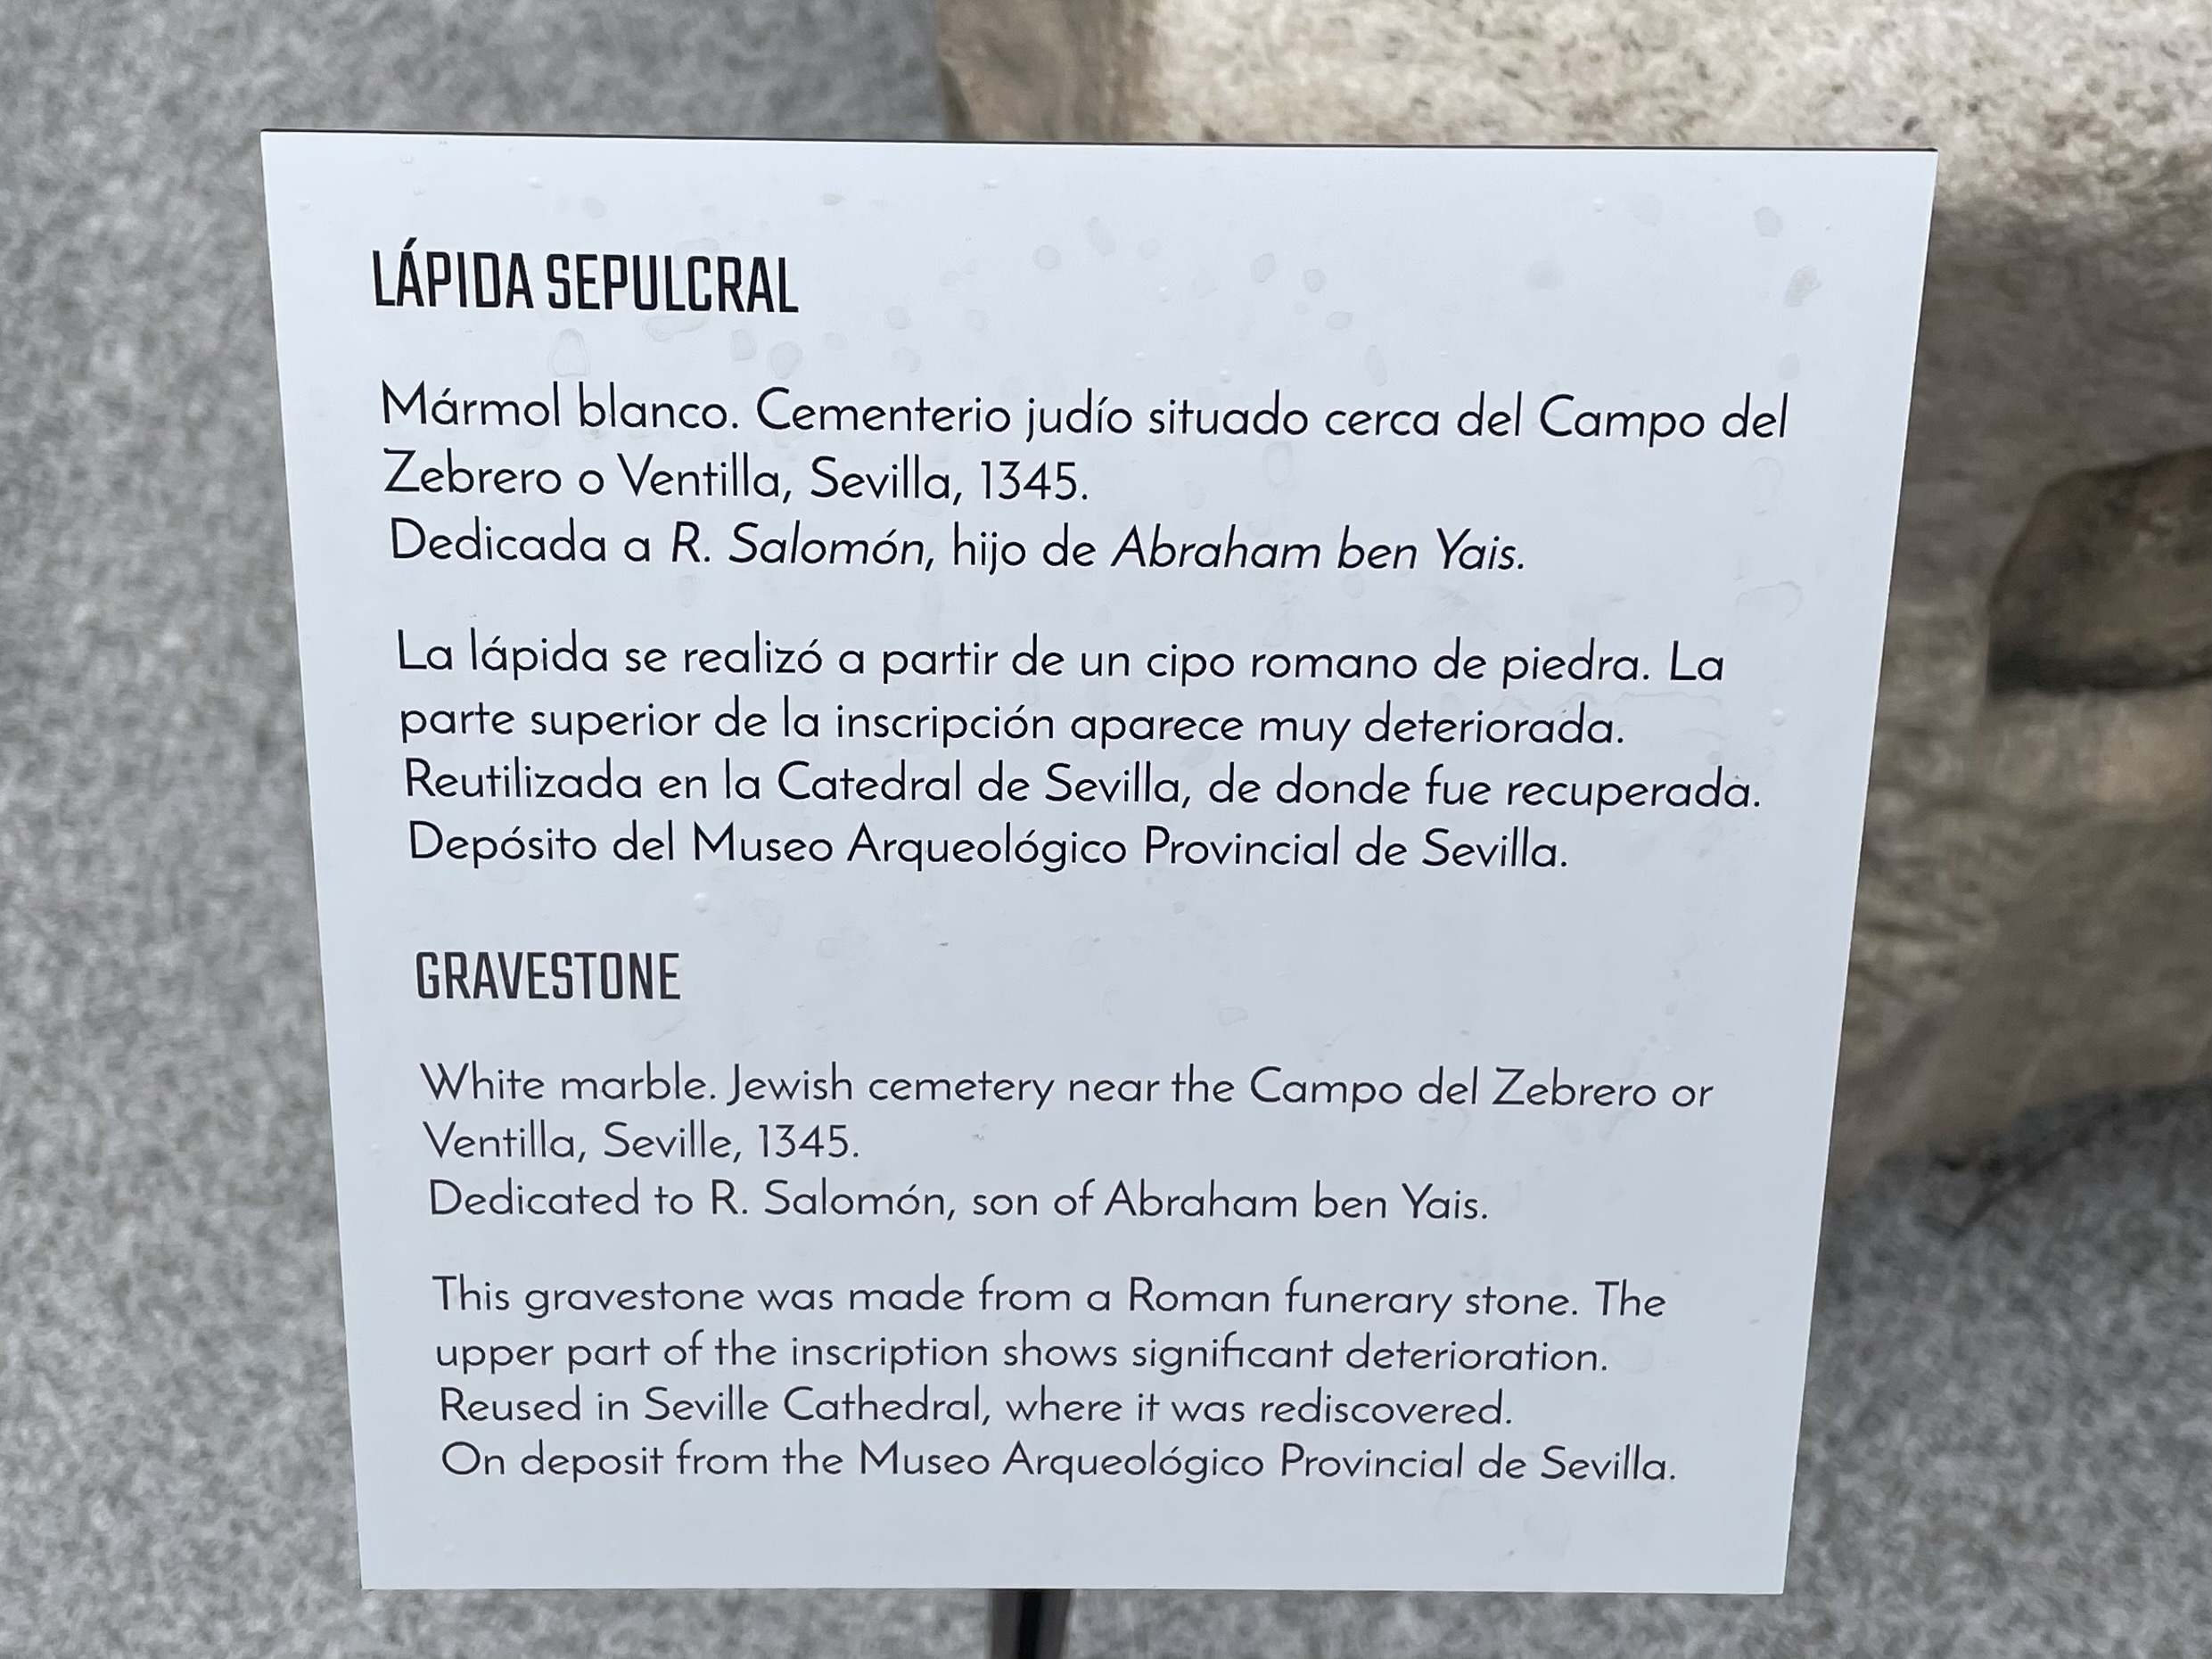 LÁPIDA SEPULCRAL
Mármol blanco. Cementerio judío situado cerca del Campo del
Zebrero o Ventilla, Sevilla, 1345.
Dedicada a R. Salomón, hijo de Abraham ben Yais.
La lápida se realizó a partir de un cipo romano de piedra. La
parte superior de la inscripción aparece muy deteriorada.
Reutilizada en la Catedral de Sevilla, de donde fue recuperada.
Depósito del Museo Arqueológico Provincial de Sevilla.
GRAVESTONE
White marble. Jewish cemetery near the Campo del Zebrero or
Ventilla, Seville, 1345.
Dedicated to R. Salomón, son of Abraham ben Yais.
This gravestone was made from a Roman funerary stone. The
upper part of the inscription shows significant deterioration.
Reused in Seville Cathedral, where it was rediscovered.
On deposit from the Museo Arqueológico Provincial de Sevilla.